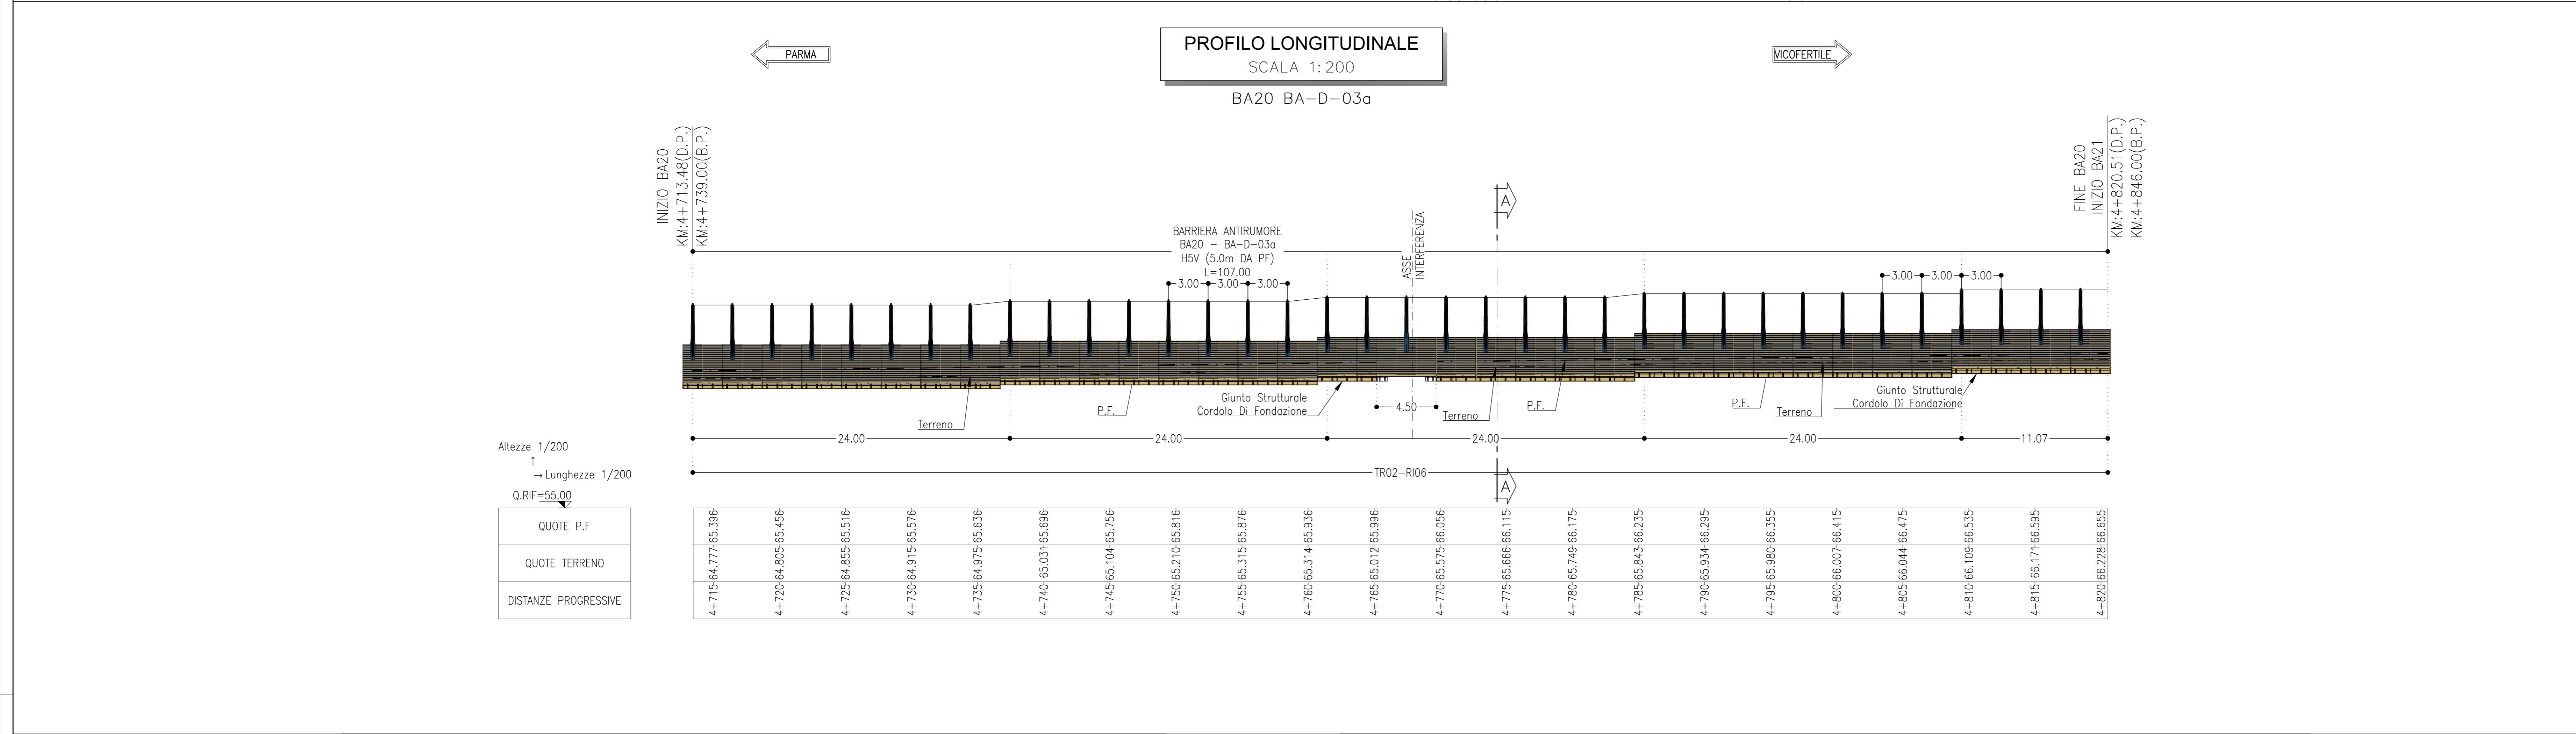 PARMA
PROFILO LONGITUDINALE
SCALA 1:200
VICOFERTILE
BA20 BA-D-03a
INIZIO BA20
KM:4+713.48(D.P.)
KM:4+739.00(B.P.)
FINE BA20
INIZIO BA21
KM:4+820.51(D.P.)
KM:4+846.00(B.P.)
A
BARRIERA ANTIRUMORE
BA20 - BA-D-03a
H5V (5.0m DA PF)
L=107.00
3.00 3.00 3.00
ASSE
INTERFERENZA
3.00 3.00 3.00
Terreno
P.F.
Giunto Strutturale
Cordolo Di Fondazione
4.50
Terreno
P.F.
P.F.
Terreno
Giunto Strutturale
Cordolo Di Fondazione
24.00 24.00 24.00 24.00 11.07
TR02-RI06
A
Altezze 1/200
↑
→Lunghezze 1/200
Q.RIF=55.00
QUOTE P.F 65.396 65.456 65.516 65.576 65.636 65.696 65.756 65.816 65.876 65.936 65.996 66.056 66.115 66.175 66.235 66.295 66.355 66.415 66.475 66.535 66.595 66.655
QUOTE TERRENO 64.777 64.805 64.855 64.915 64.975 65.031 65.104 65.210 65.315 65.314 65.012 65.575 65.666 65.749 65.843 65.934 65.980 66.007 66.044 66.109 66.171 66.228
DISTANZE PROGRESSIVE 4+715 4+720 4+725 4+730 4+735 4+740 4+745 4+750 4+755 4+760 4+765 4+770 4+775 4+780 4+785 4+790 4+795 4+800 4+805 4+810 4+815 4+820